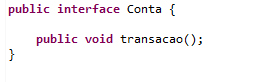 public interface Conta {
public void transacao();
}